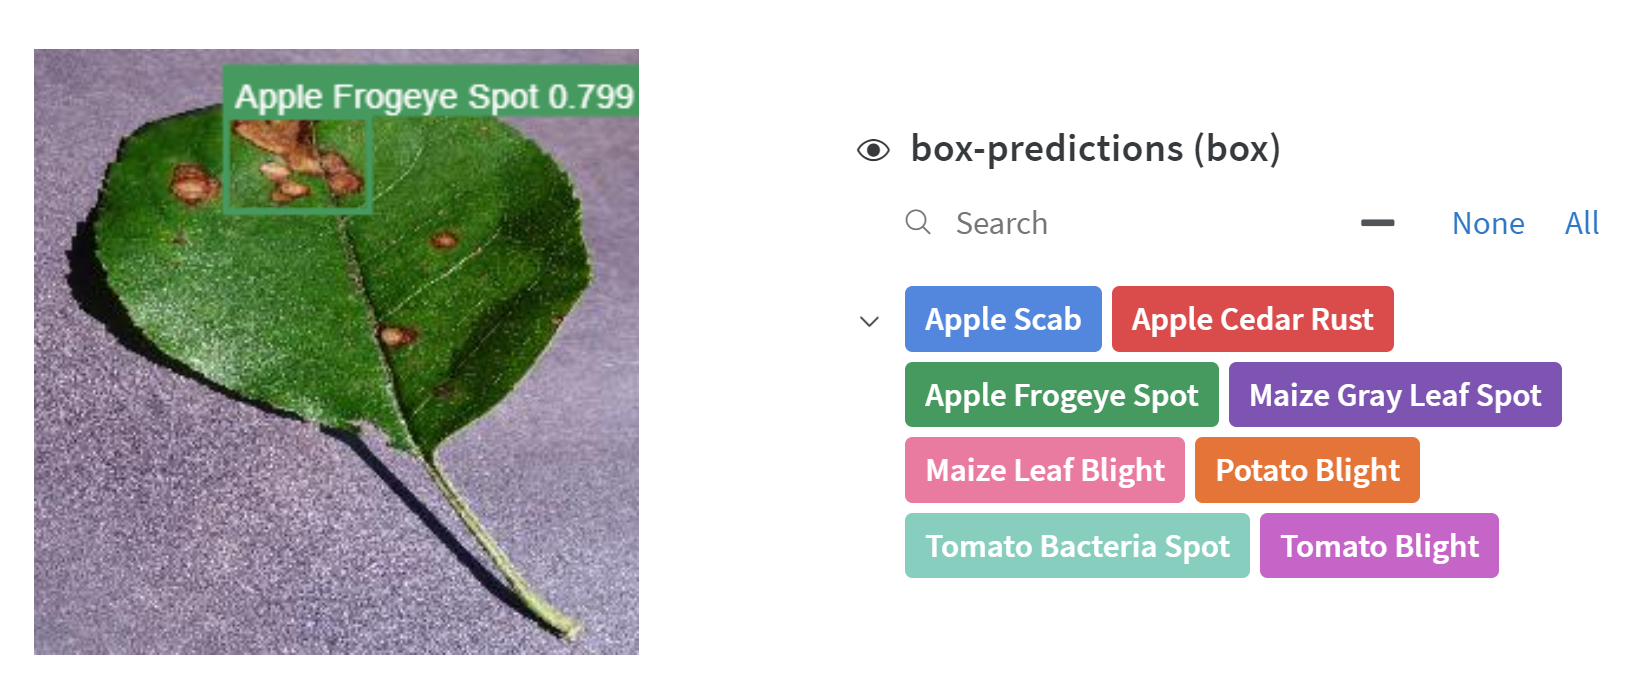 Apple Frogeye Spot 0.799
box-predictions (box)
Search None All
Apple Scab Apple Cedar Rust
Apple Frogeye Spot Maize Gray Leaf Spot
Maize Leaf Blight Potato Blight
Tomato Bacteria Spot Tomato Blight